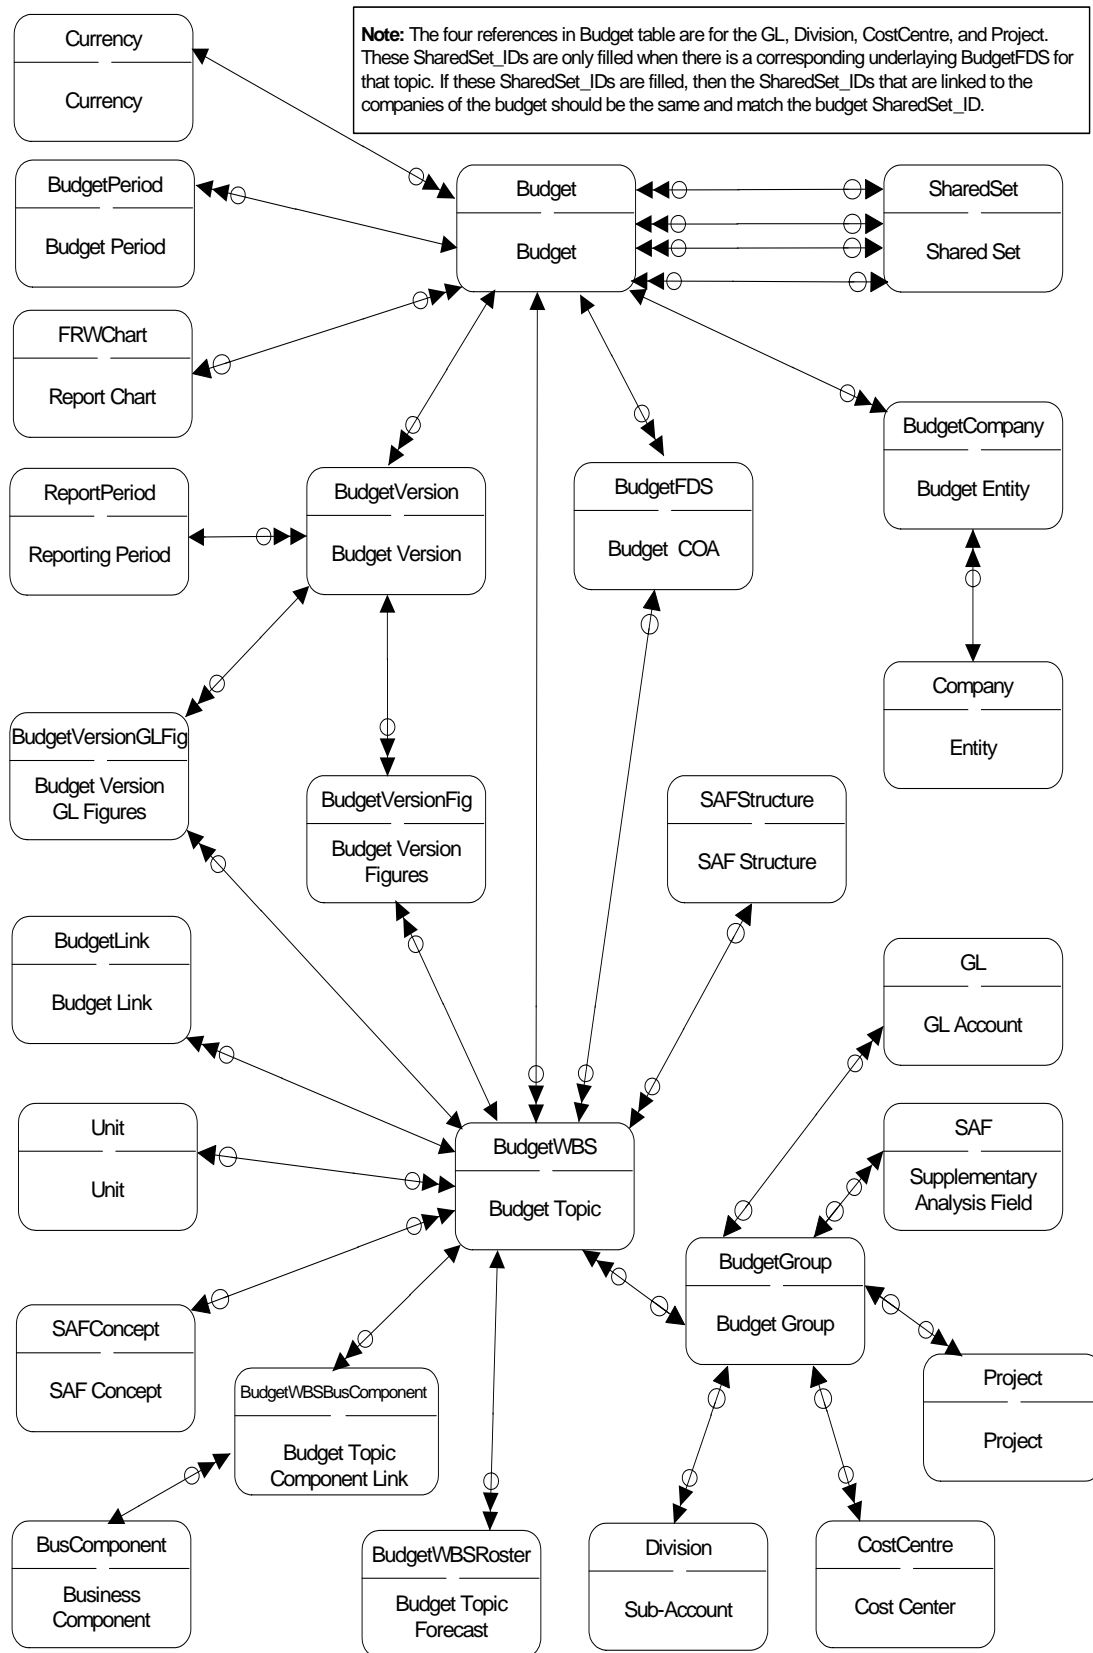 Currency
Currency
Note: The four references in Budget table are for the GL, Division, CostCentre, and Project.
These SharedSet_IDs are only filled when there is a corresponding underlaying BudgetFDS for
that topic. If these SharedSet_IDs are filled, then the SharedSet_IDs that are linked to the
companies of the budget should be the same and match the budget SharedSet_ID.
BudgetPeriod
Budget Period
Budget
Budget
SharedSet
Shared Set
FRWChart
Report Chart
BudgetCompany
Budget Entity
ReportPeriod
Reporting Period
BudgetVersion
Budget Version
BudgetFDS
Budget COA
Company
Entity
BudgetVersionGLFig
Budget Version
GL Figures
BudgetVersionFig
Budget Version
Figures
SAFStructure
SAF Structure
BudgetLink
Budget Link
GL
GL Account
Unit
Unit
BudgetWBS
Budget Topic
SAF
Supplementary
Analysis Field
BudgetGroup
Budget Group
SAFConcept
SAF Concept
BudgetWBSBusComponent
Budget Topic
Component Link
Project
Project
BusComponent
Business
Component
BudgetWBSRoster
Budget Topic
Forecast
Division
Sub-Account
CostCentre
Cost Center